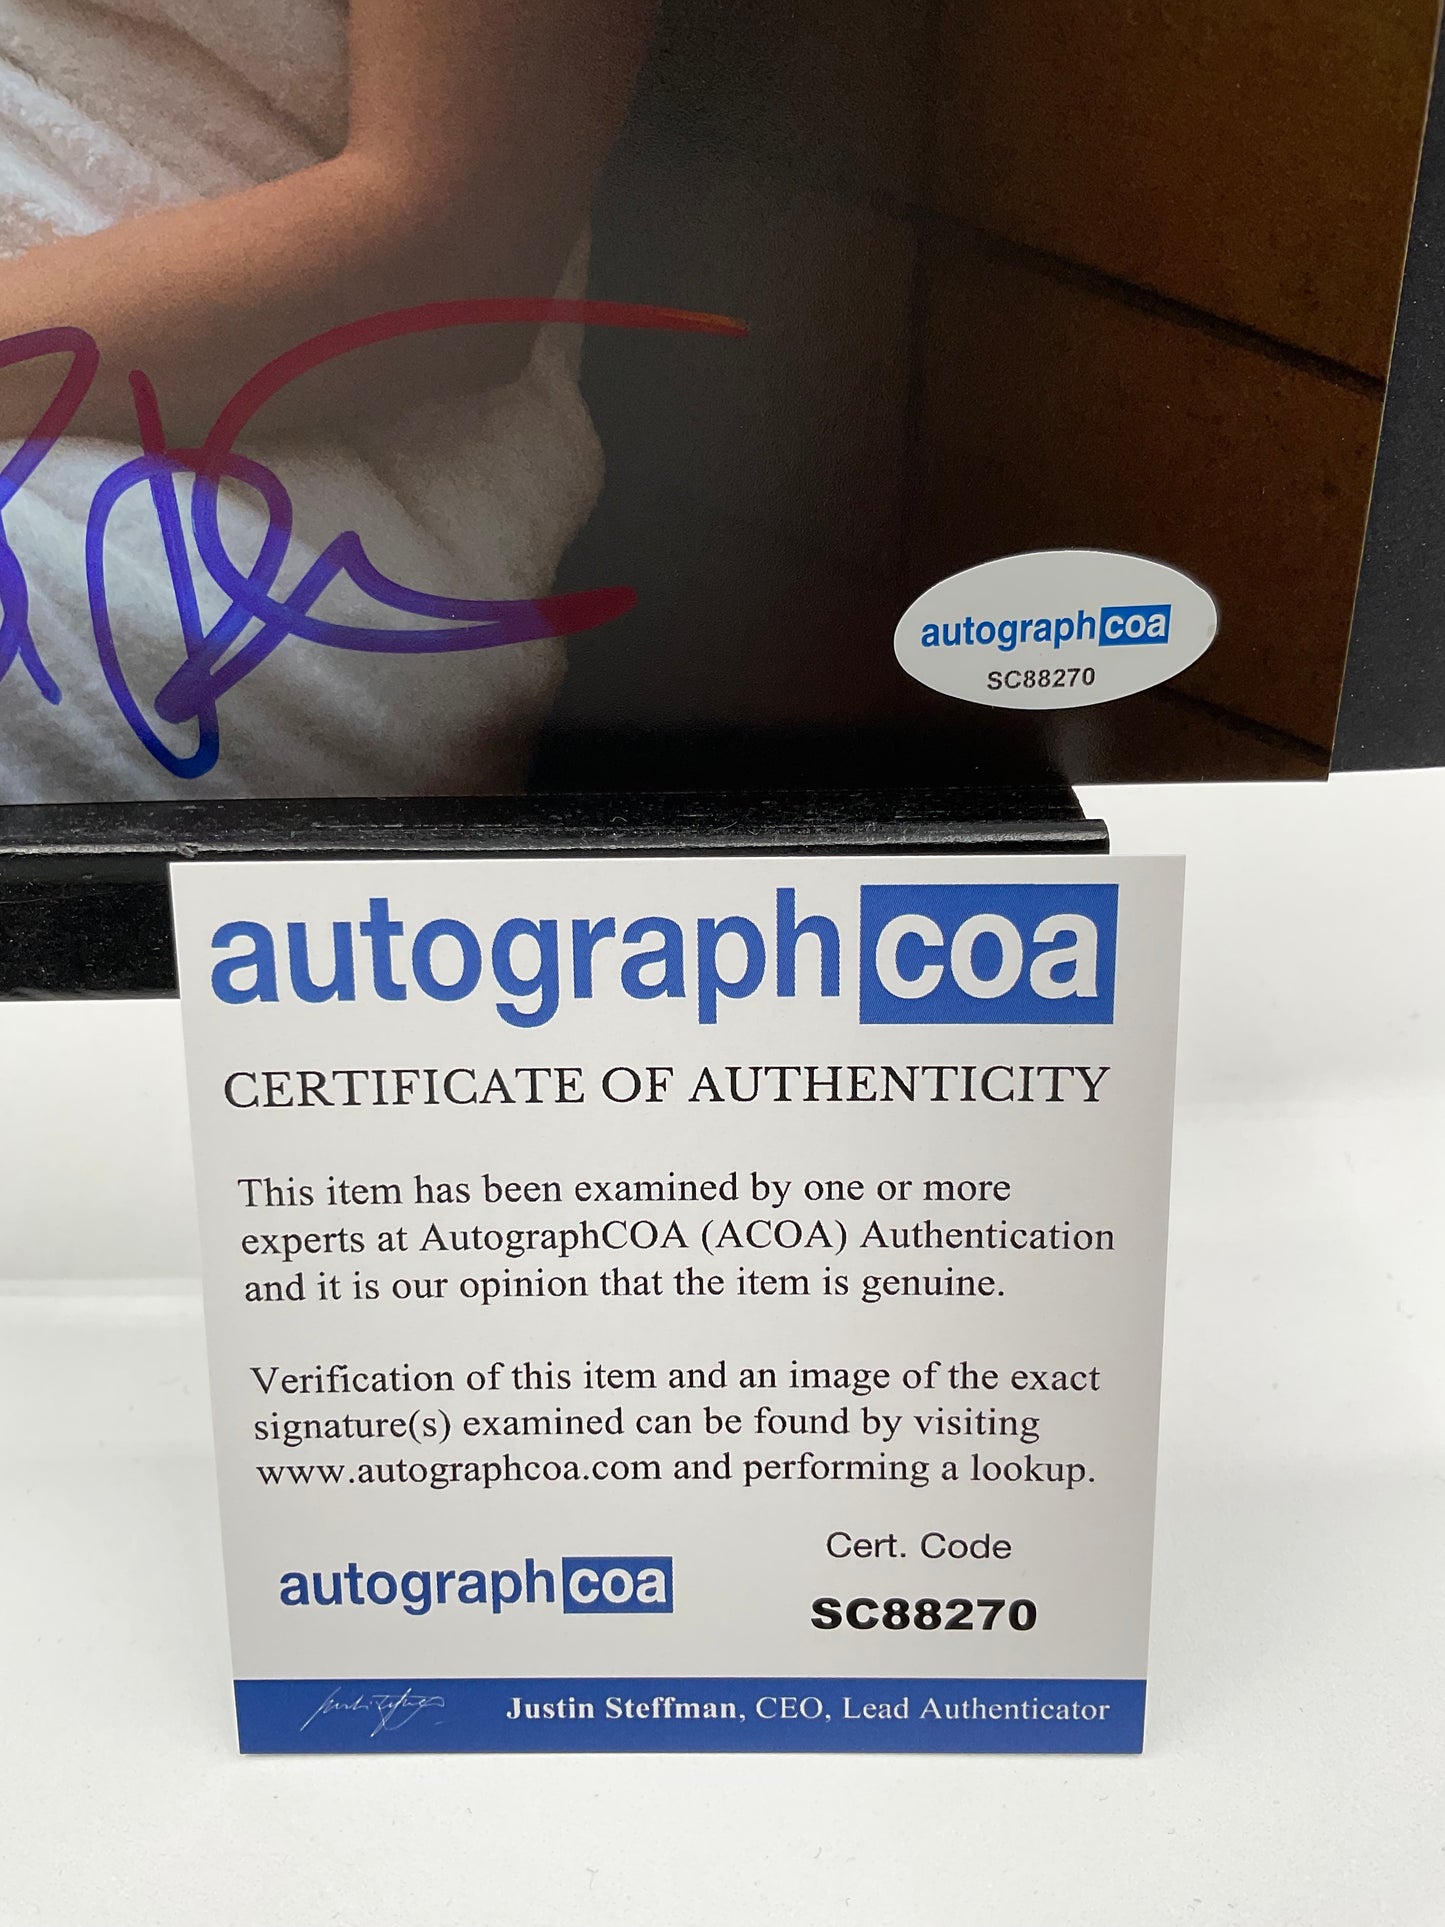 autographcoa
SC88270
autographcoa
CERTIFICATE OF AUTHENTICITY
This item has been examined by one or more
experts at AutographCOA (ACOA) Authentication
and it is our opinion that the item is genuine.
Verification of this item and an image of the exact
signature(s) examined can be found by visiting
www.autographcoa.com and performing a lookup.
Cert. Code
autographcoa
SC88270
Justin Steffman, CEO, Lead Authenticator